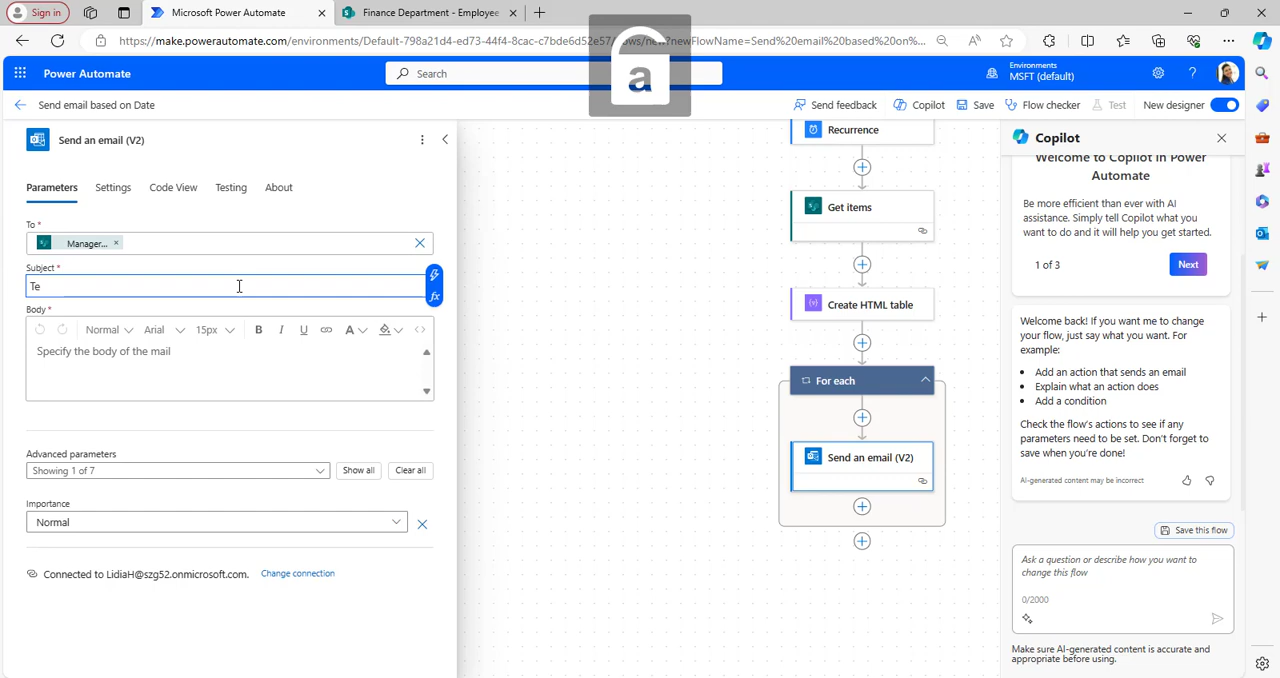 Sign in
Microsoft Power Automate
Finance Department - Employee
https://make.powerautomate.com/environments/Default-798a21d4-ed73-44f4-8cac-c7bde6d52e57/ ows/new?newFlowName=Send%20email%20based%20on%...
a
Power Automate
Search
Environments
MSFT (default)
Send email based on Date
Send feedback
Copilot
Save
Flow checker
Test
New designer
Send an email (V2)
Parameters
Settings
Code View
Testing
About
To *
Manager...
Subject *
Te
fx
Body *
Normal
Arial
15px
B
I
U
A
Specify the body of the mail
Advanced parameters
Showing 1 of 7
Show all
Clear all
Importance
Normal
Connected to LidiaH@szg52.onmicrosoft.com.
Change connection
Recurrence
Get items
Create HTML table
For each
Send an email (V2)
Copilot
Welcome to Copilot in Power
Automate
Be more efficient than ever with AI
assistance. Simply tell Copilot what you
want to do and it will help you get started.
1 of 3
Next
Welcome back! If you want me to change
your flow, just say what you want. For
example:
• Add an action that sends an email
• Explain what an action does
• Add a condition
Check the flow's actions to see if any
parameters need to be set. Don't forget to
save when you're done!
AI-generated content may be incorrect
Save this flow
Ask a question or describe how you want to
change this flow
0/2000
Make sure AI-generated content is accurate and
appropriate before using.